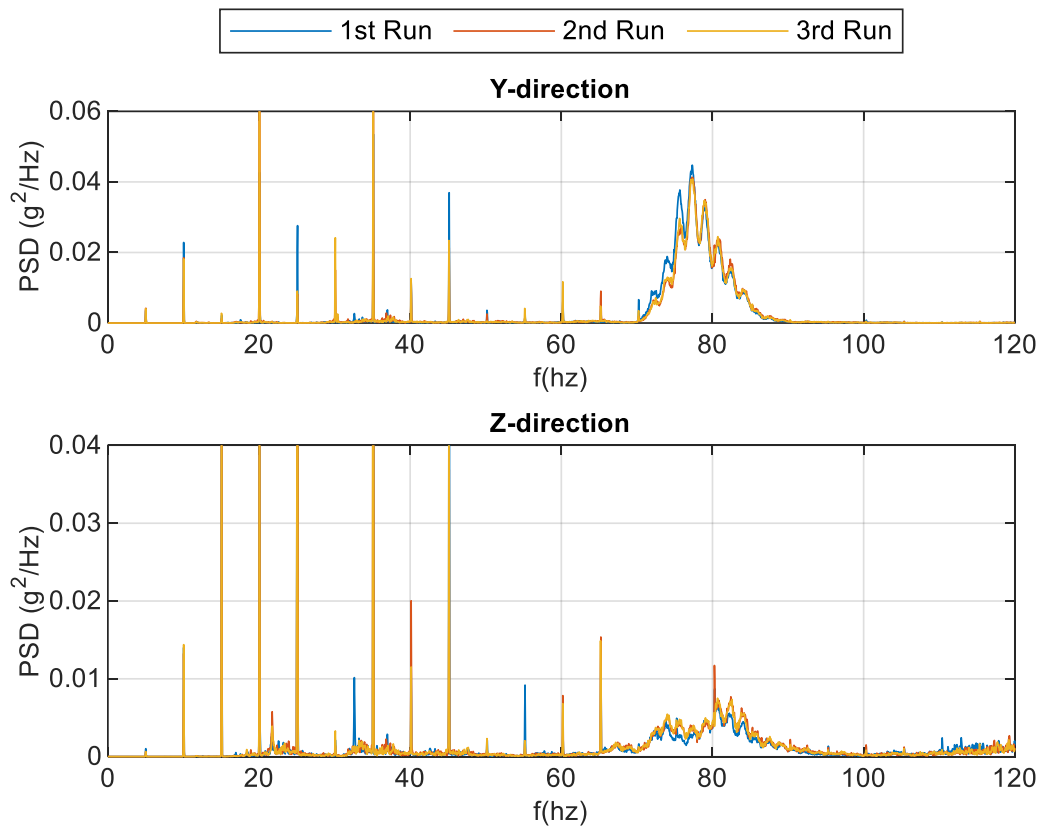 1st Run 2nd Run 3rd Run
Y-direction
0.06
0.04
0.02
0
PSD (g²/Hz)
0 20 40 60 80 100 120
f(hz)
Z-direction
0.04
0.03
0.02
0.01
0
PSD (g²/Hz)
0 20 40 60 80 100 120
f(hz)